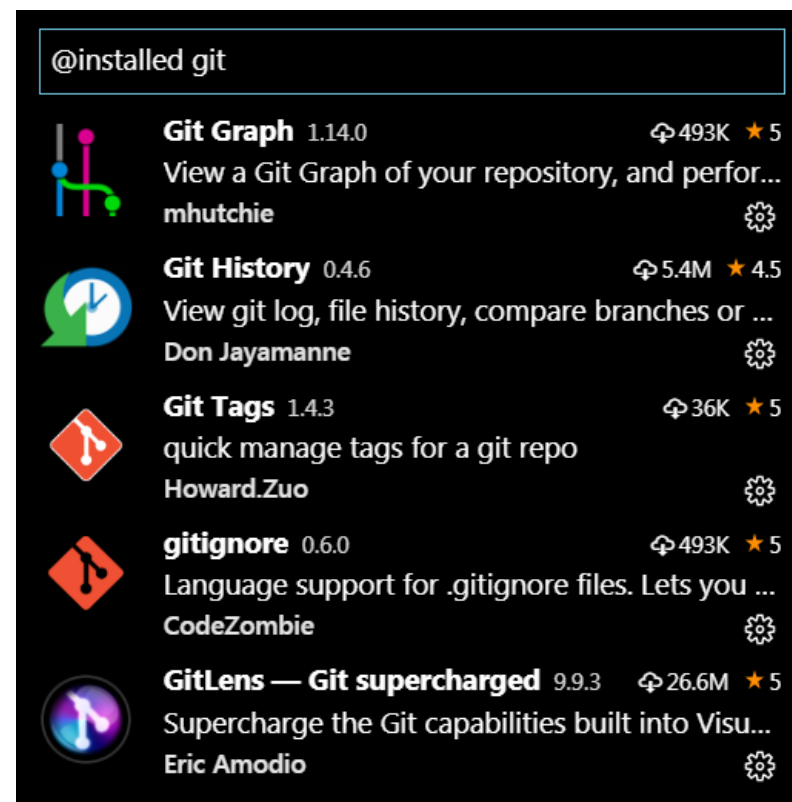 @installed git
Git Graph 1.14.0 493K ★ 5
View a Git Graph of your repository, and perfor...
mhutchie
Git History 0.4.6 5.4M ★ 4.5
View git log, file history, compare branches or ...
Don Jayamanne
Git Tags 1.4.3 36K ★ 5
quick manage tags for a git repo
Howard.Zuo
gitignore 0.6.0 493K ★ 5
Language support for .gitignore files. Lets you ...
CodeZombie
GitLens — Git supercharged 9.9.3 26.6M ★ 5
Supercharge the Git capabilities built into Visu...
Eric Amodio